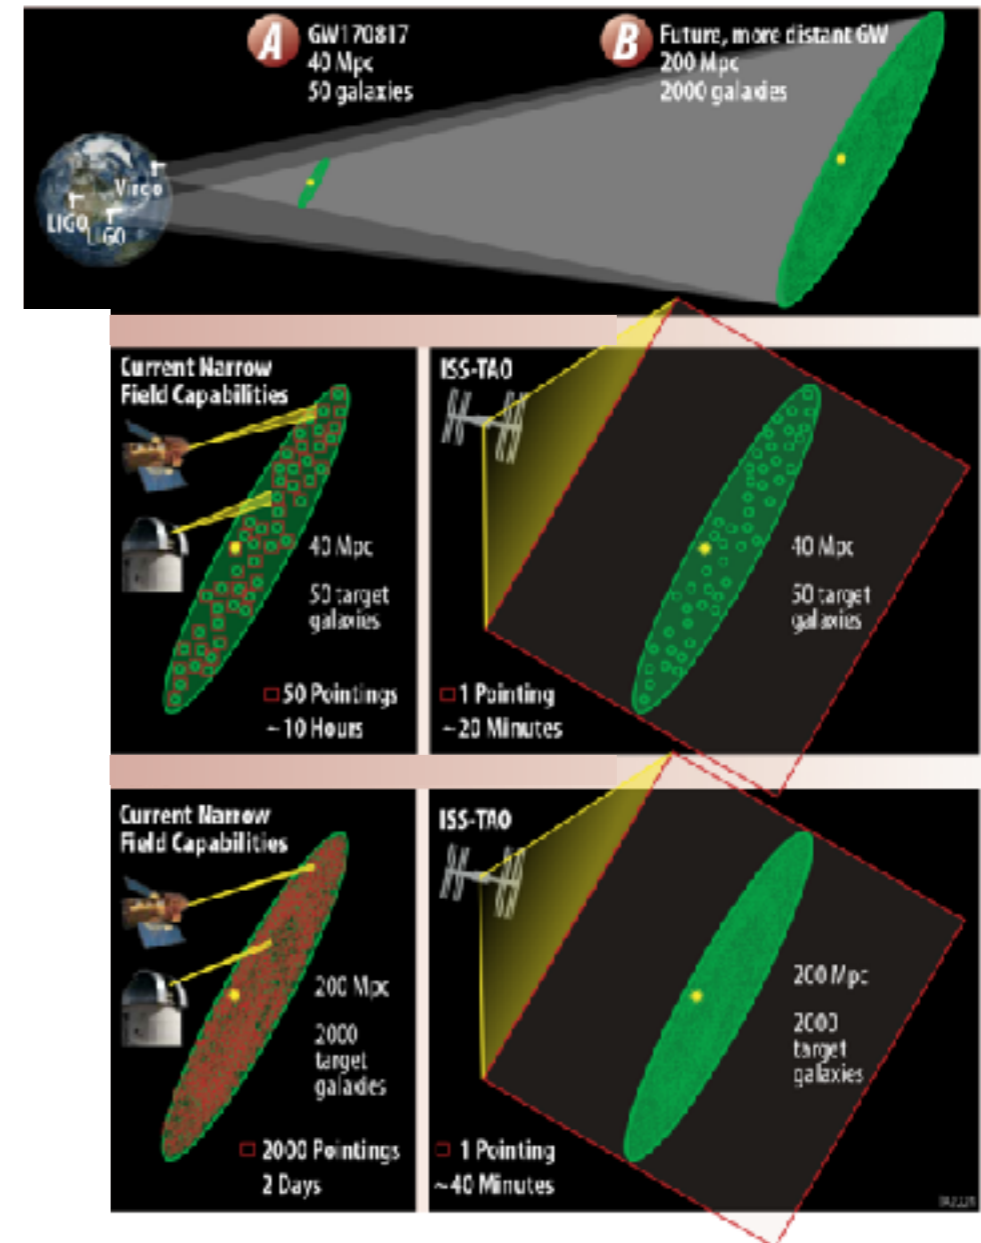 A
GW170817
40 Mpc
50 galaxies
B
Future, more distant GW
200 Mpc
2000 galaxies
Virgo
LIGO
LIGO
Current Narrow
Field Capabilities
40 Mpc
50 target
galaxies
50 Pointings
~10 Hours
ISS-TAO
40 Mpc
50 target
galaxies
1 Pointing
~20 Minutes
Current Narrow
Field Capabilities
200 Mpc
2000
target
galaxies
2000 Pointings
2 Days
ISS-TAO
200 Mpc
2000
target
galaxies
1 Pointing
~40 Minutes